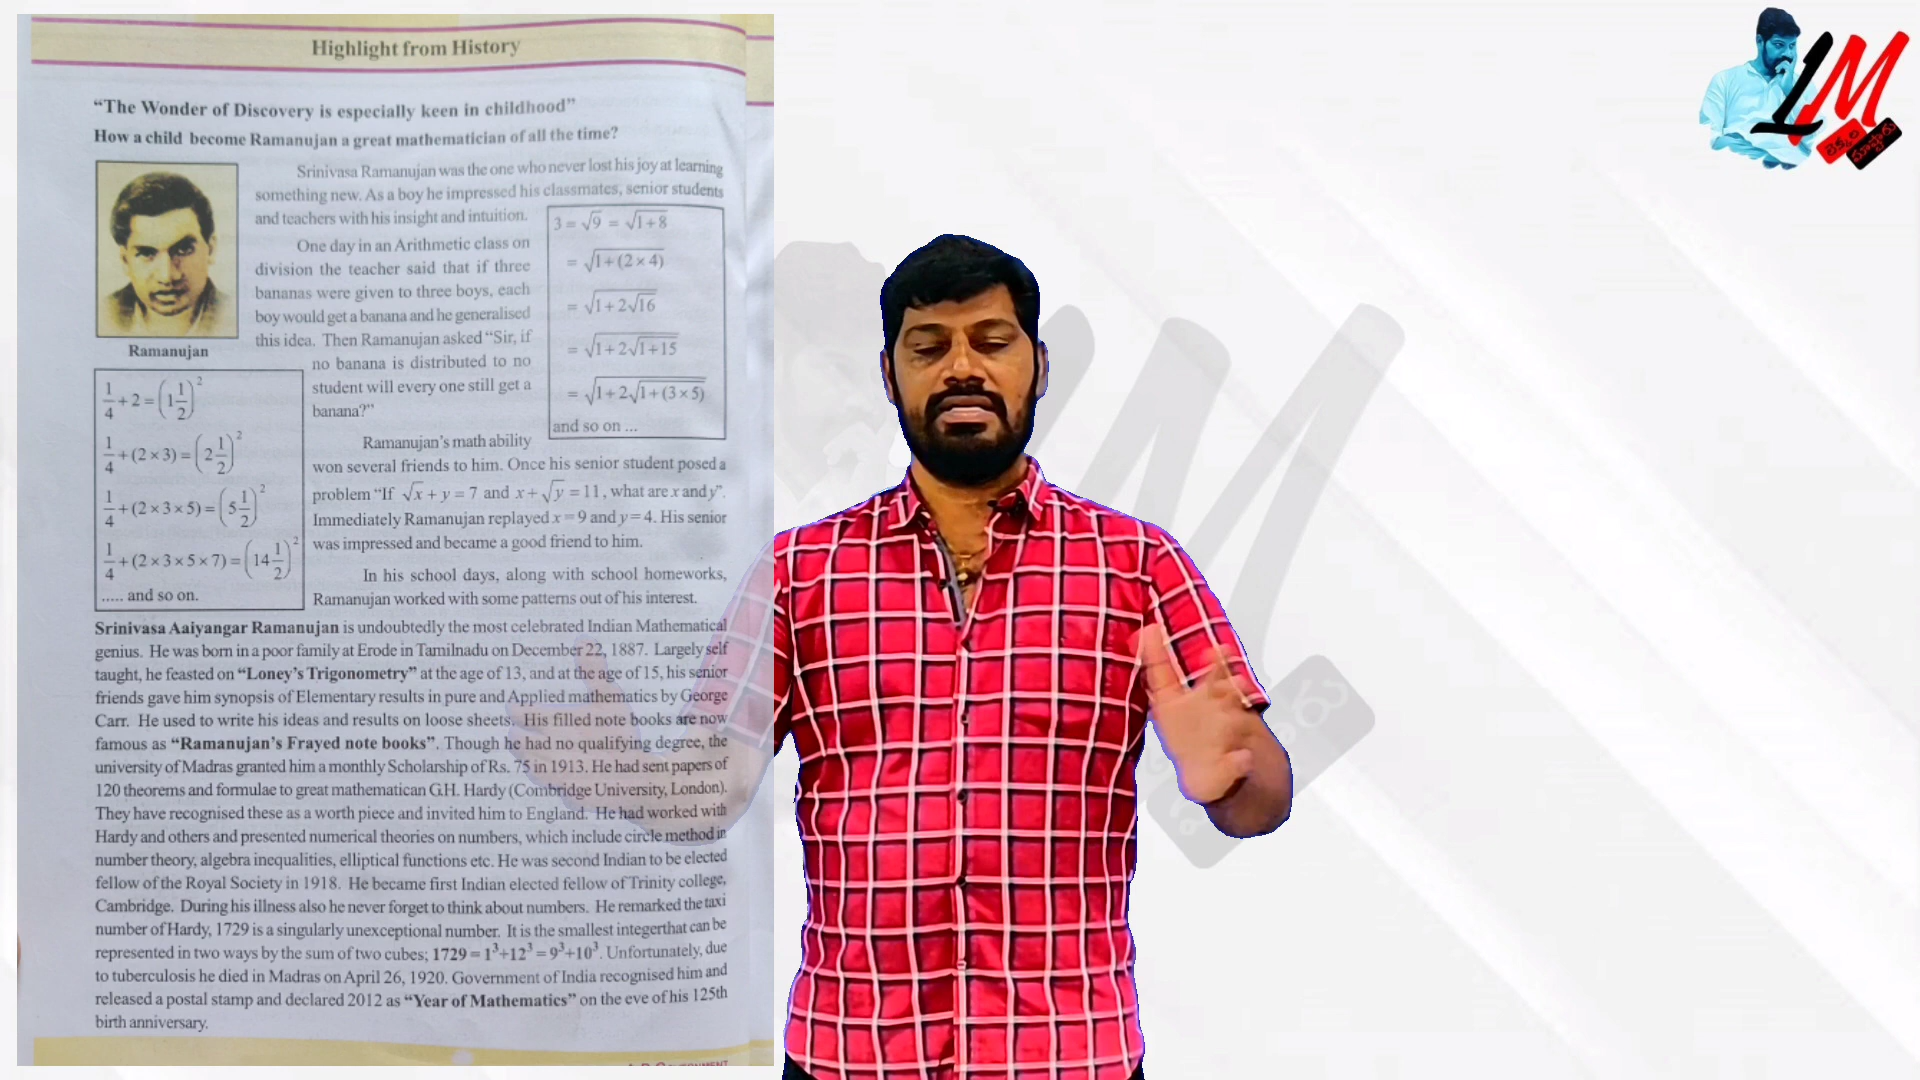 Highlight from History
“The Wonder of Discovery is especially keen in childhood”
How a child become Ramanujan a great mathematician of all the time?
Srinivasa Ramanujan was the one who never lost his joy at learning
something new. As a boy he impressed his classmates, senior students
and teachers with his insight and intuition.
One day in an Arithmetic class on
division the teacher said that if three
bananas were given to three boys, each
boy would get a banana and he generalised
this idea. Then Ramanujan asked “Sir, if
no banana is distributed to no
student will every one still get a
banana?”
Ramanujan
3 = √9 = √(1+8)
= √(1+(2×4))
= √(1+2√16)
= √(1+2√(1+15))
= √(1+2√(1+(3×5)))
and so on ...
1/4 + 2 = (1 1/2)²
1/4 + (2×3) = (2 1/2)²
1/4 + (2×3×5) = (5 1/2)²
1/4 + (2×3×5×7) = (14 1/2)²
..... and so on.
Ramanujan’s math ability
won several friends to him. Once his senior student posed a
problem “If √x + y = 7 and x + √y = 11, what are x and y”.
Immediately Ramanujan replayed x = 9 and y = 4. His senior
was impressed and became a good friend to him.
In his school days, along with school homeworks,
Ramanujan worked with some patterns out of his interest.
Srinivasa Aaiyangar Ramanujan is undoubtedly the most celebrated Indian Mathematical
genius. He was born in a poor family at Erode in Tamilnadu on December 22, 1887. Largely self
taught, he feasted on “Loney’s Trigonometry” at the age of 13, and at the age of 15, his senior
friends gave him synopsis of Elementary results in pure and Applied mathematics by George
Carr. He used to write his ideas and results on loose sheets. His filled note books are now
famous as “Ramanujan’s Frayed note books”. Though he had no qualifying degree, the
university of Madras granted him a monthly Scholarship of Rs. 75 in 1913. He had sent papers of
120 theorems and formulae to great mathematican G.H. Hardy (Combridge University, London).
They have recognised these as a worth piece and invited him to England. He had worked with
Hardy and others and presented numerical theories on numbers, which include circle method in
number theory, algebra inequalities, elliptical functions etc. He was second Indian to be elected
fellow of the Royal Society in 1918. He became first Indian elected fellow of Trinity college,
Cambridge. During his illness also he never forget to think about numbers. He remarked the taxi
number of Hardy, 1729 is a singularly unexceptional number. It is the smallest integerthat can be
represented in two ways by the sum of two cubes; 1729 = 1³+12³ = 9³+10³. Unfortunately, due
to tuberculosis he died in Madras on April 26, 1920. Government of India recognised him and
released a postal stamp and declared 2012 as “Year of Mathematics” on the eve of his 125th
birth anniversary.
LM
లెక్కల
మాష్టారు